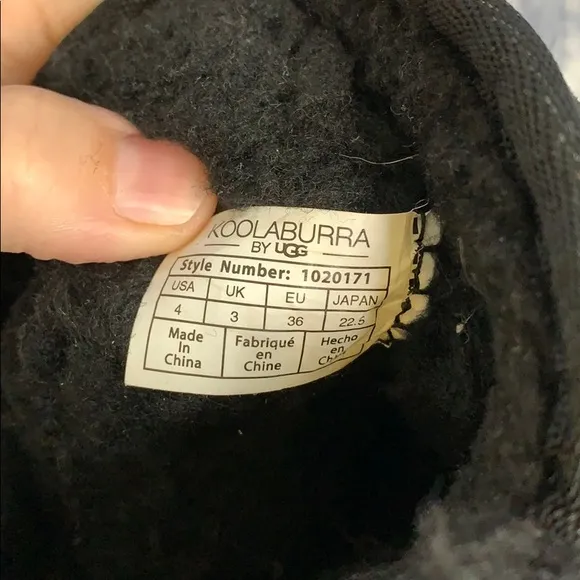 KOOLABURRA
BY UGG
Style Number: 1020171
USA UK EU JAPAN
4 3 36 22.5
Made Fabriqué Hecho
In en en
China Chine